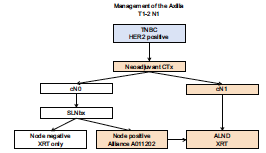 Management of the Axilla
T1-2 N1
TNBC
HER2 positive
Neoadjuvant CTx
cN0
cN1
SLNbx
Node negative
XRT only
Node positive
Alliance A011202
ALND
XRT